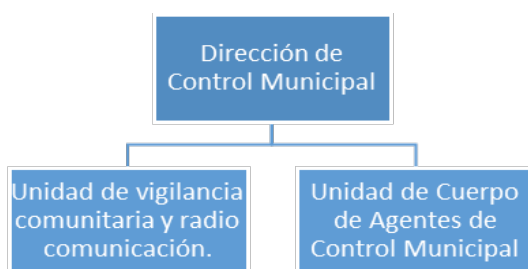 Dirección de
Control Municipal
Unidad de vigilancia
comunitaria y radio
comunicación.
Unidad de Cuerpo
de Agentes de
Control Municipal